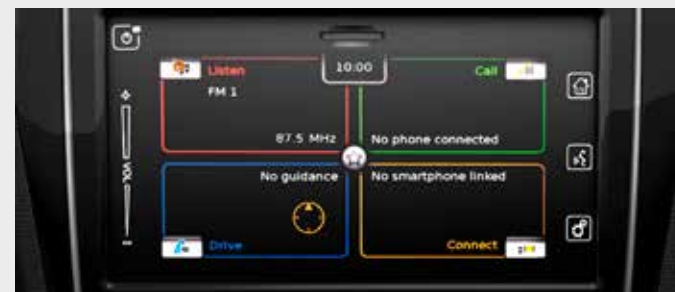 10:00
Listen
Call
FM 1
87.5 MHz
No phone connected
VOL
No guidance
No smartphone linked
Drive
Connect